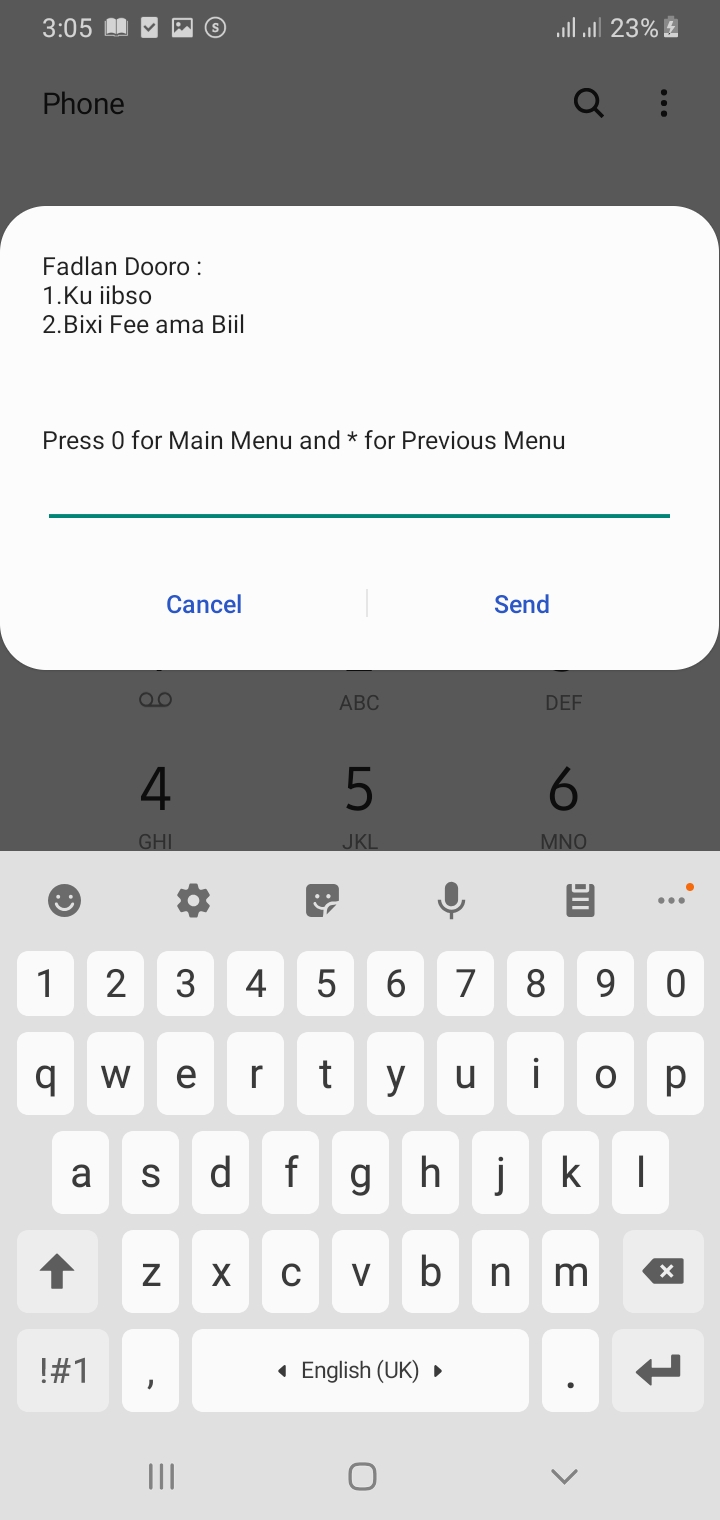 3:05
23%
Phone
Fadlan Dooro :
1.Ku iibso
2.Bixi Fee ama Biil
Press 0 for Main Menu and * for Previous Menu
Cancel
Send
ABC
DEF
4
5
6
GHI
JKL
MNO
1 2 3 4 5 6 7 8 9 0
q w e r t y u i o p
a s d f g h j k l
z x c v b n m
!#1 , English (UK) .